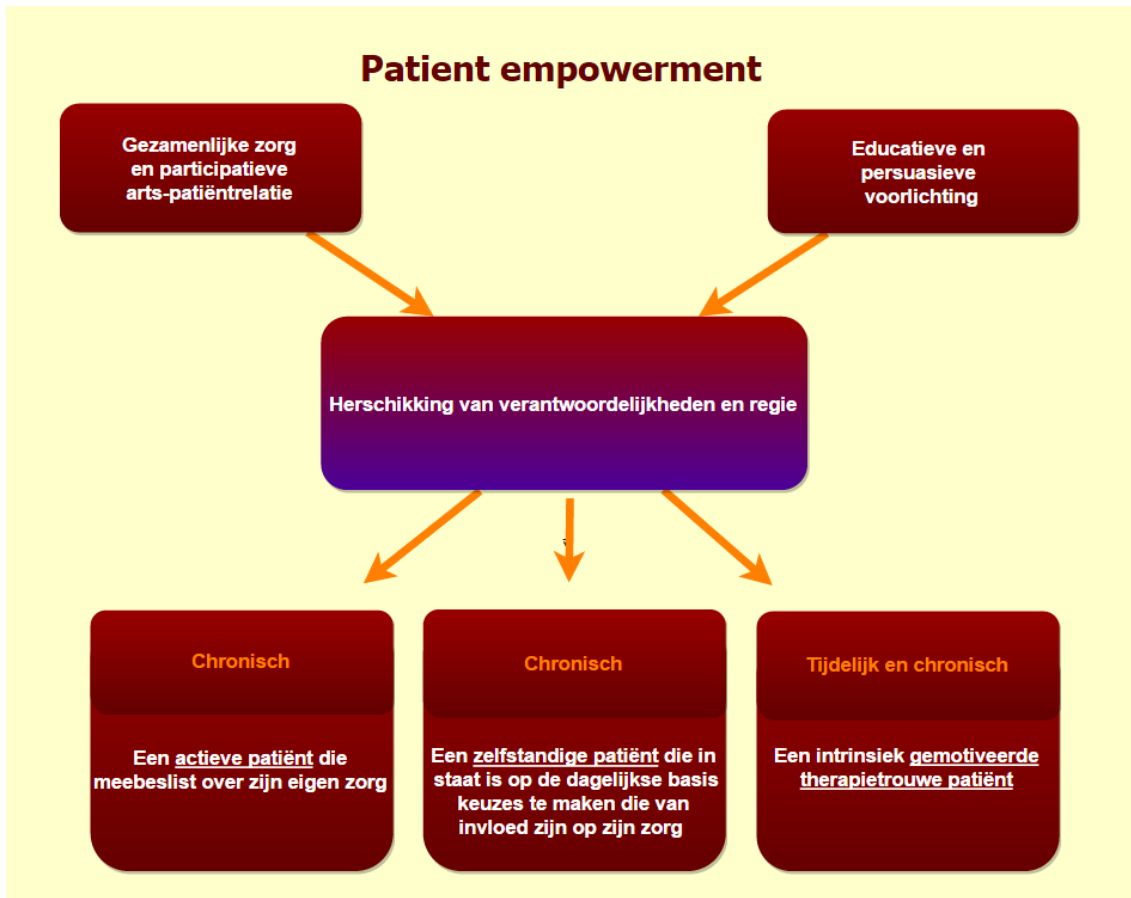 Patient empowerment
Gezamenlijke zorg
en participatieve
arts-patiëntrelatie
Educatieve en
persuasieve
voorlichting
Herschikking van verantwoordelijkheden en regie
Chronisch
Een actieve patiënt die
meebeslist over zijn eigen zorg
Chronisch
Een zelfstandige patiënt die in
staat is op de dagelijkse basis
keuzes te maken die van
invloed zijn op zijn zorg
Tijdelijk en chronisch
Een intrinsiek gemotiveerde
therapietrouwe patiënt